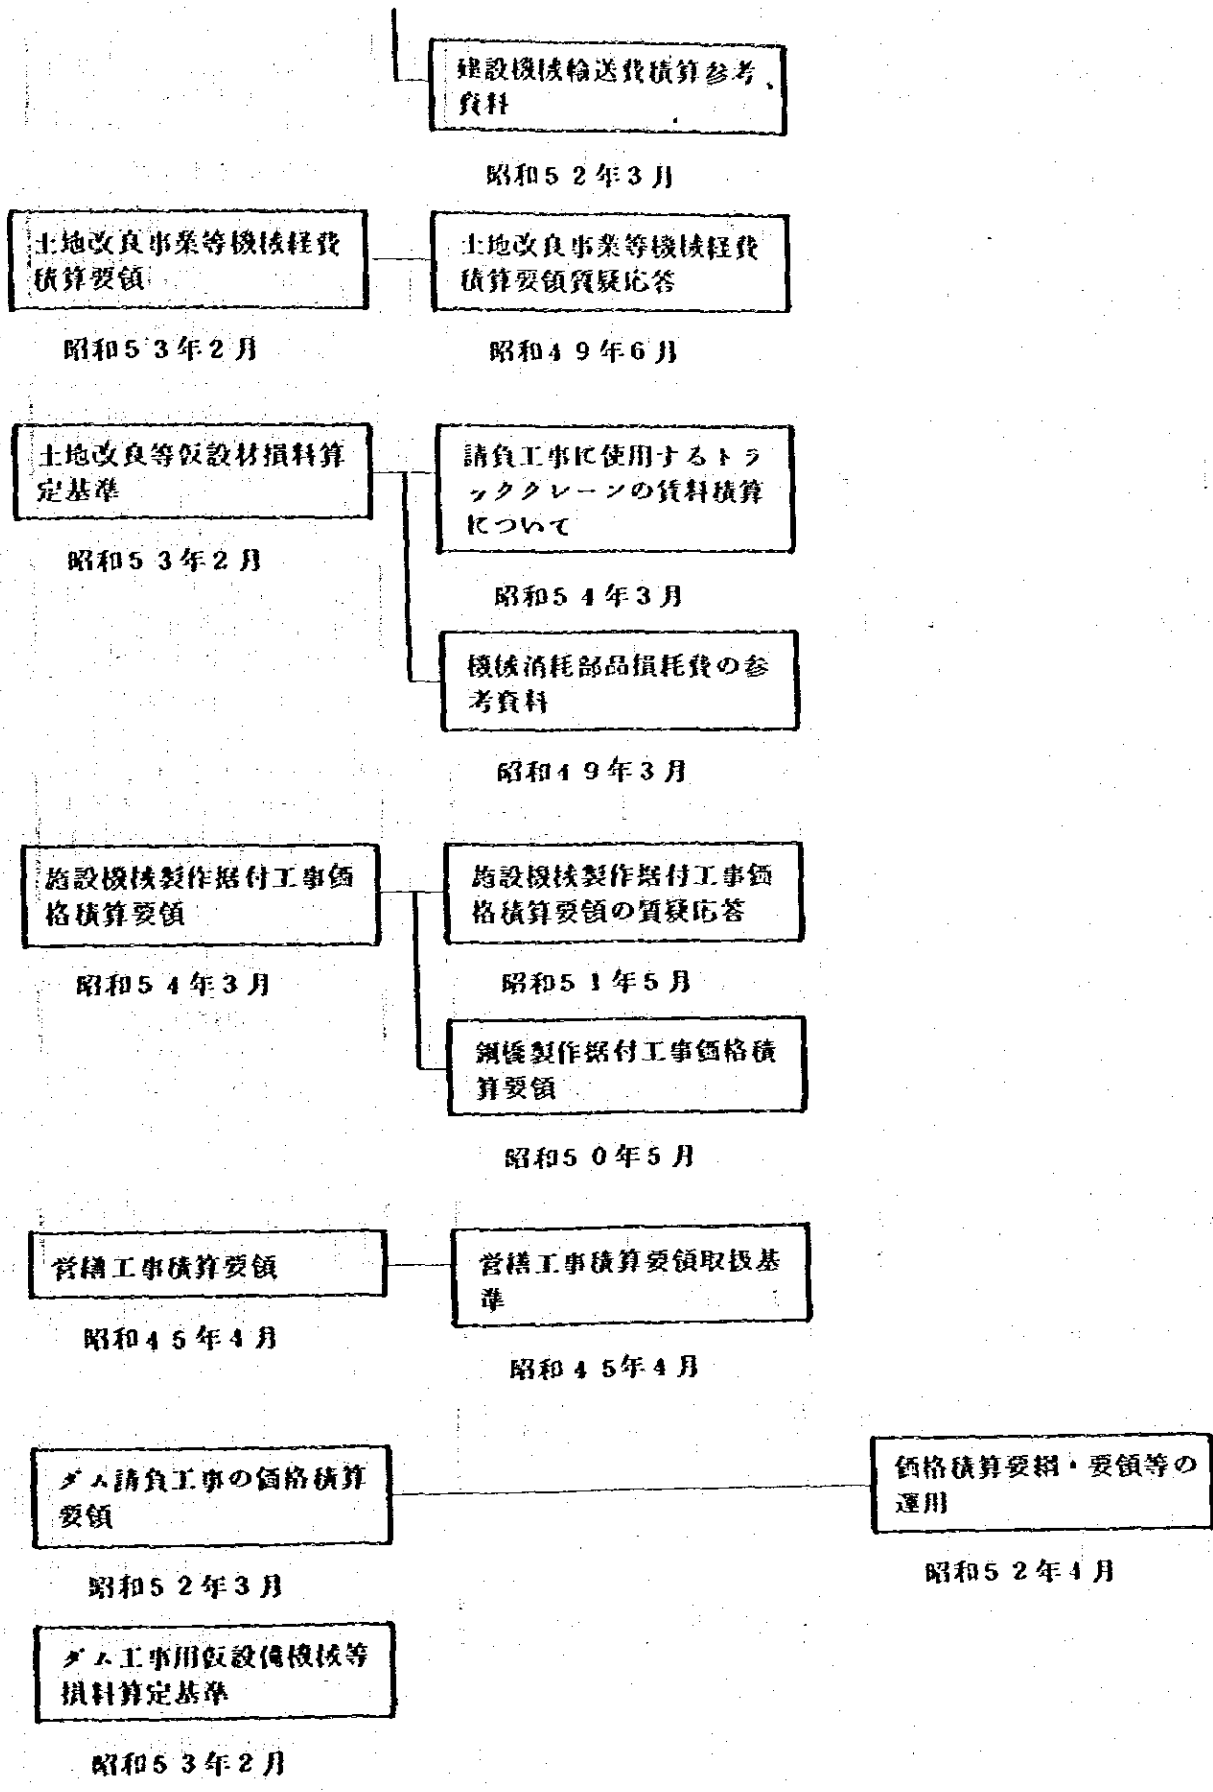 建設機械輸送費積算参考
資料
昭和52年3月
土地改良事業等機械経費
積算要領
昭和53年2月
土地改良事業等機械経費
積算要領質疑応答
昭和49年6月
土地改良等仮設材損料算
定基準
昭和53年2月
請負工事に使用するトラ
ッククレーンの賃料積算
について
昭和54年3月
機械消耗部品損耗費の参
考資料
昭和49年3月
施設機械製作据付工事価
格積算要領
昭和54年3月
施設機械製作据付工事価
格積算要領の質疑応答
昭和51年5月
鋼橋製作据付工事価格積
算要領
昭和50年5月
営繕工事積算要領
昭和45年4月
営繕工事積算要領取扱基
準
昭和45年4月
ダム請負工事の価格積算
要領
昭和52年3月
価格積算要綱・要領等の
運用
昭和52年4月
ダム工事用仮設備機械等
損料算定基準
昭和53年2月